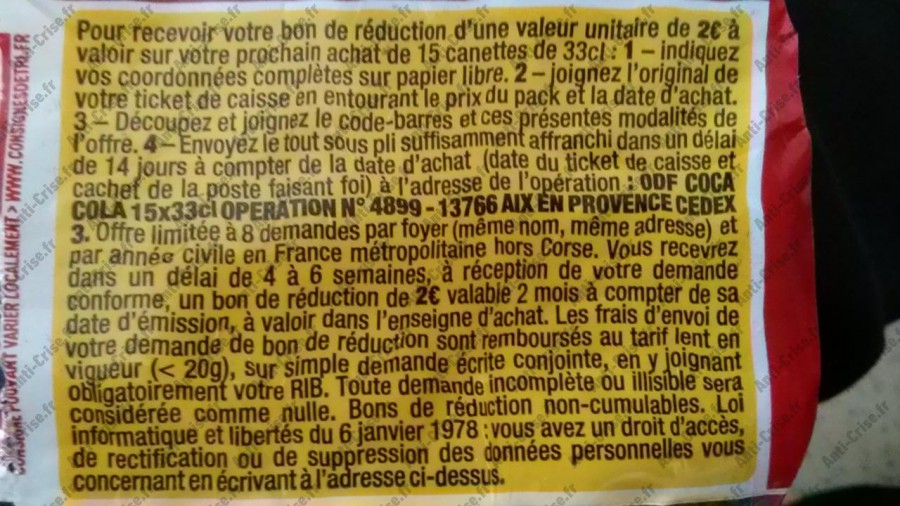 Pour recevoir votre bon de réduction d'une valeur unitaire de 2€ à
valoir sur votre prochain achat de 15 canettes de 33cl : 1 – indiquez
vos coordonnées complètes sur papier libre. 2 – joignez l'original de
votre ticket de caisse en entourant le prix du pack et la date d'achat.
3 – Découpez et joignez le code-barres et ces présentes modalités de
l'offre. 4 – Envoyez le tout sous pli suffisamment affranchi dans un délai
de 14 jours à compter de la date d'achat (date du ticket de caisse et
cachet de la poste faisant foi) à l'adresse de l'opération : ODF COCA
COLA 15x33cl OPERATION N° 4899 - 13766 AIX EN PROVENCE CEDEX
3. Offre limitée à 8 demandes par foyer (même nom, même adresse) et
par année civile en France métropolitaine hors Corse. Vous recevrez
dans un délai de 4 à 6 semaines, à réception de votre demande
conforme, un bon de réduction de 2€ valable 2 mois à compter de sa
date d'émission, à valoir dans l'enseigne d'achat. Les frais d'envoi de
votre demande de bon de réduction sont remboursés au tarif lent en
vigueur (< 20g), sur simple demande écrite conjointe, en y joignant
obligatoirement votre RIB. Toute demande incomplète ou illisible sera
considérée comme nulle. Bons de réduction non-cumulables. Loi
informatique et libertés du 6 janvier 1978 : vous avez un droit d'accès,
de rectification ou de suppression des données personnelles vous
concernant en écrivant à l'adresse ci-dessus.
POUVANT VARIER LOCALEMENT > WWW.CONSIGNESDETRI.FR
Anti-Crise.fr